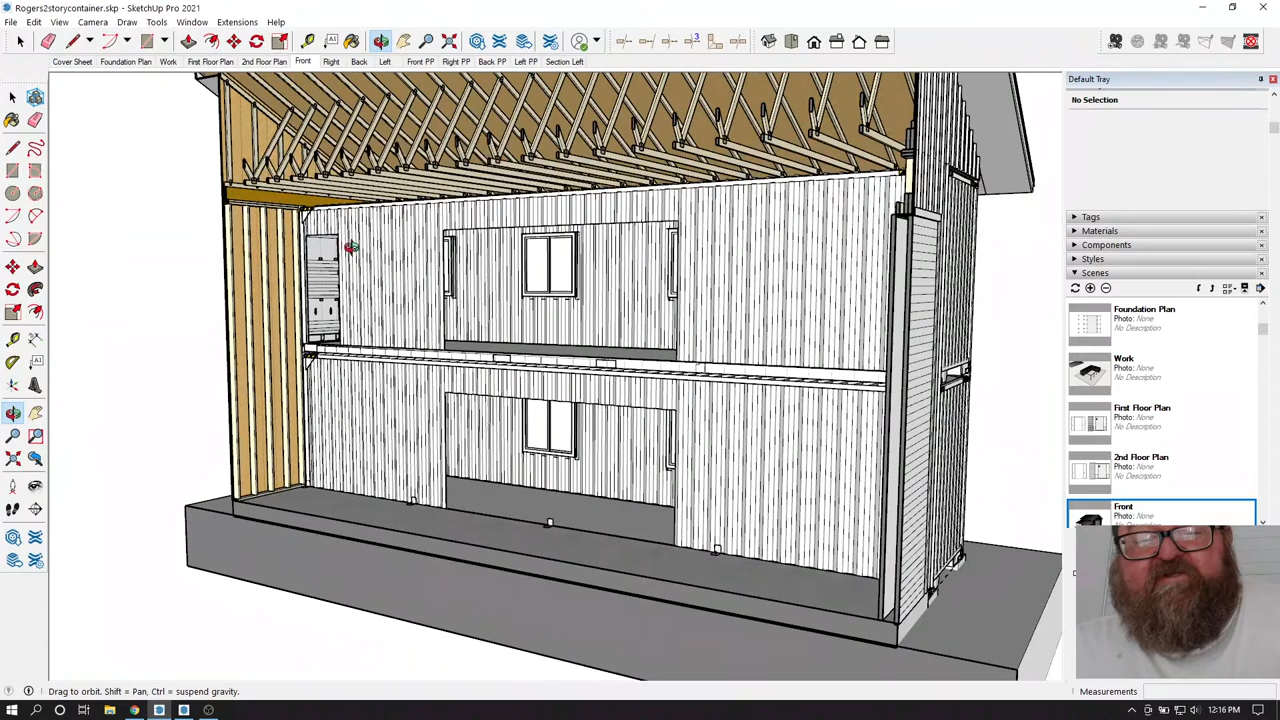 Rogers2storycontainer.skp - SketchUp Pro 2021
File Edit View Camera Draw Tools Window Extensions Help
3
Cover Sheet Foundation Plan Work First Floor Plan 2nd Floor Plan Front Right Back Left Front PP Right PP Back PP Left PP Section Left
Default Tray
No Selection
Tags
Materials
Components
Styles
Scenes
Foundation Plan
Photo: None
No Description
Work
Photo: None
No Description
First Floor Plan
Photo: None
No Description
2nd Floor Plan
Photo: None
No Description
Front
Photo: None
Drag to orbit. Shift = Pan, Ctrl = suspend gravity.
Measurements
12:16 PM